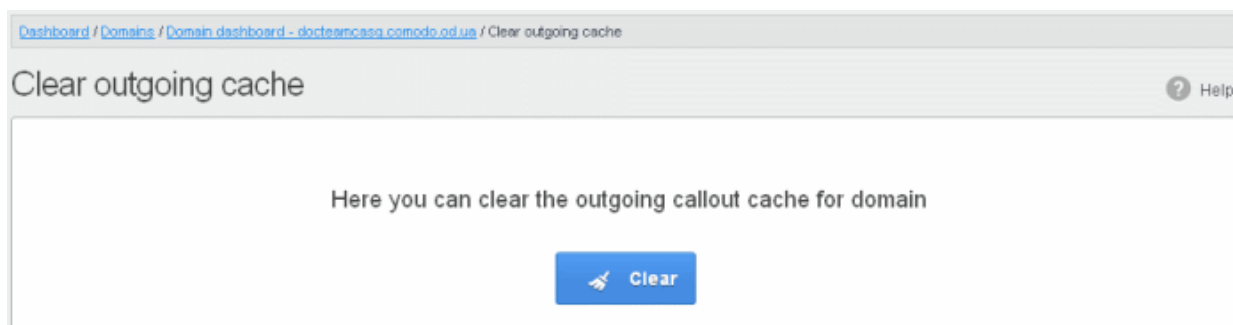 Dashboard / Domains / Domain dashboard - docteamcasg.comodo.od.ua / Clear outgoing cache
Clear outgoing cache
? Help
Here you can clear the outgoing callout cache for domain
Clear